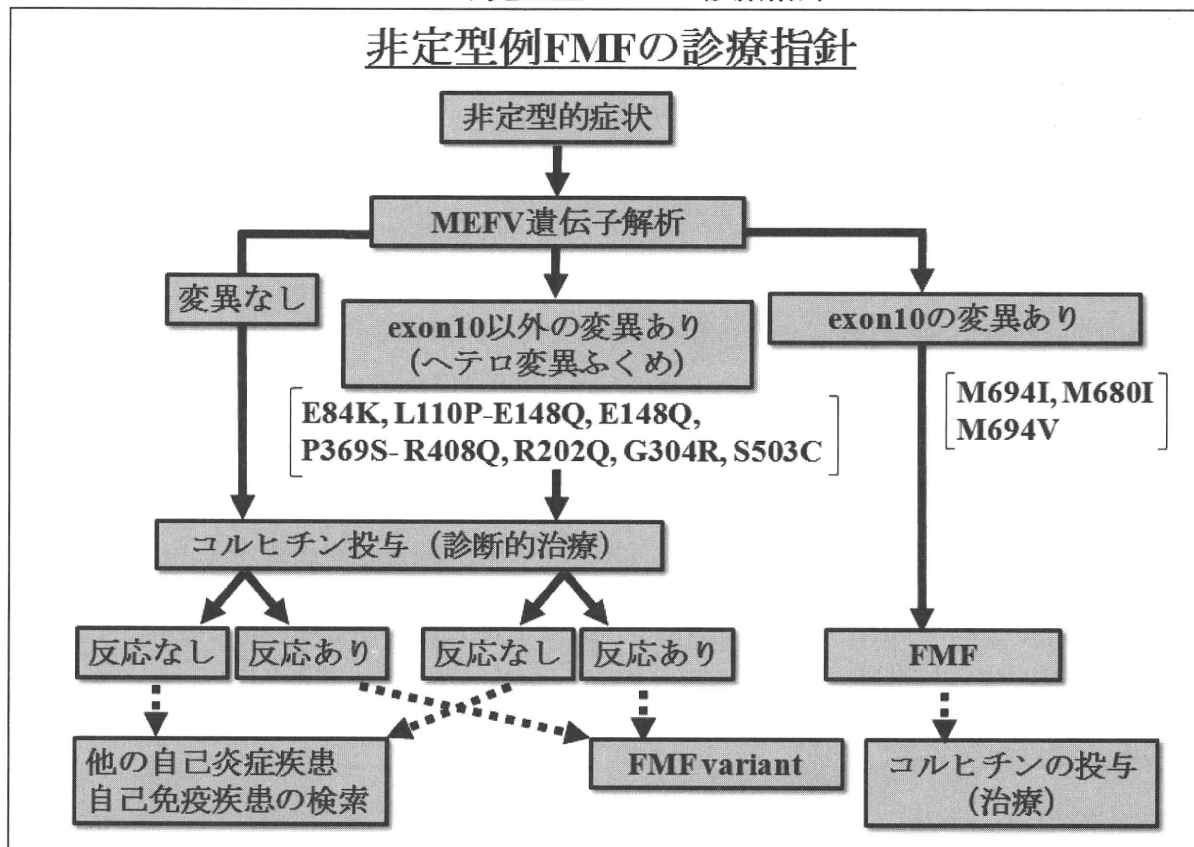 非定型例FMFの診療指針
非定型的症状
MEFV遺伝子解析
変異なし
exon10以外の変異あり
（ヘテロ変異ふくめ）
exon10の変異あり
E84K, L110P-E148Q, E148Q,
P369S- R408Q, R202Q, G304R, S503C
M694I, M680I
M694V
コルヒチン投与（診断的治療）
反応なし
反応あり
反応なし
反応あり
FMF
他の自己炎症疾患
自己免疫疾患の検索
FMF variant
コルヒチンの投与
（治療）